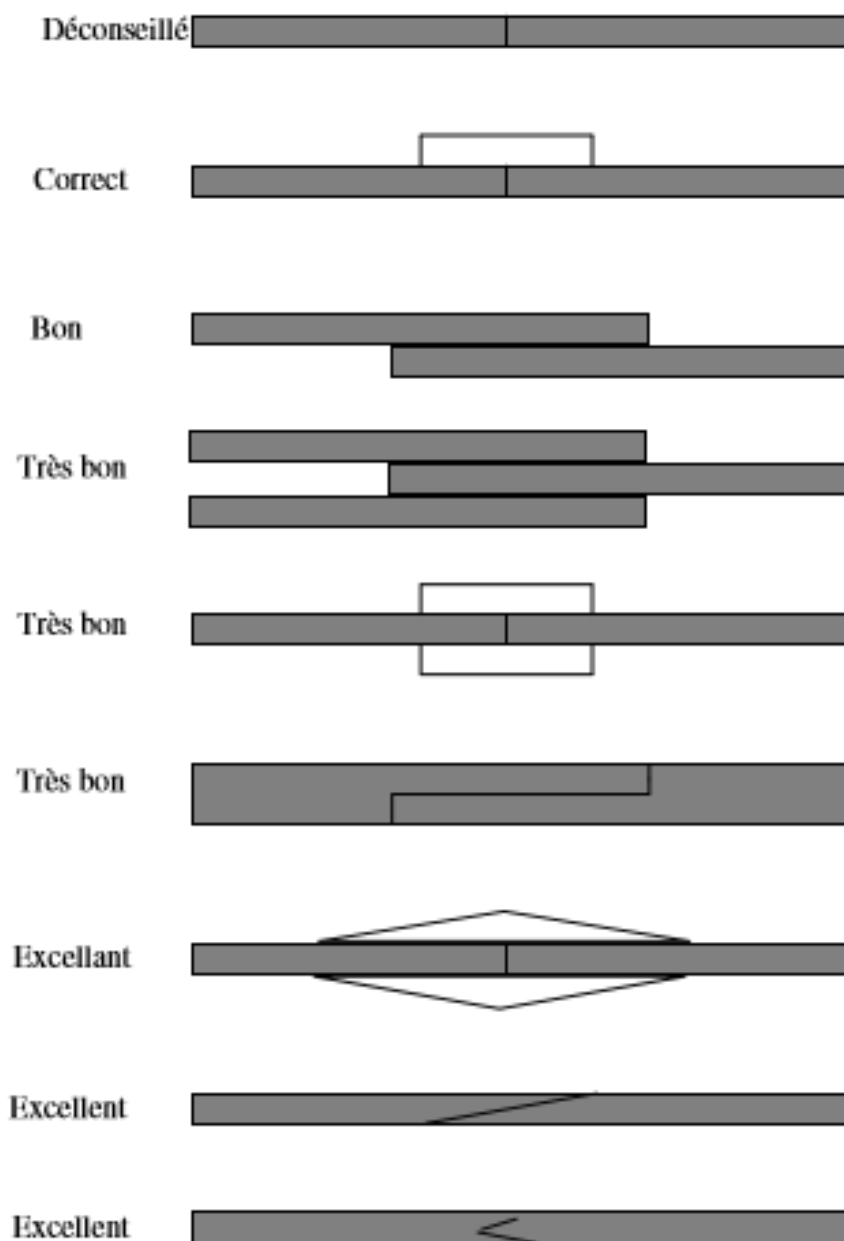 Déconseillé
Correct
Bon
Très bon
Très bon
Très bon
Excellant
Excellent
Excellent